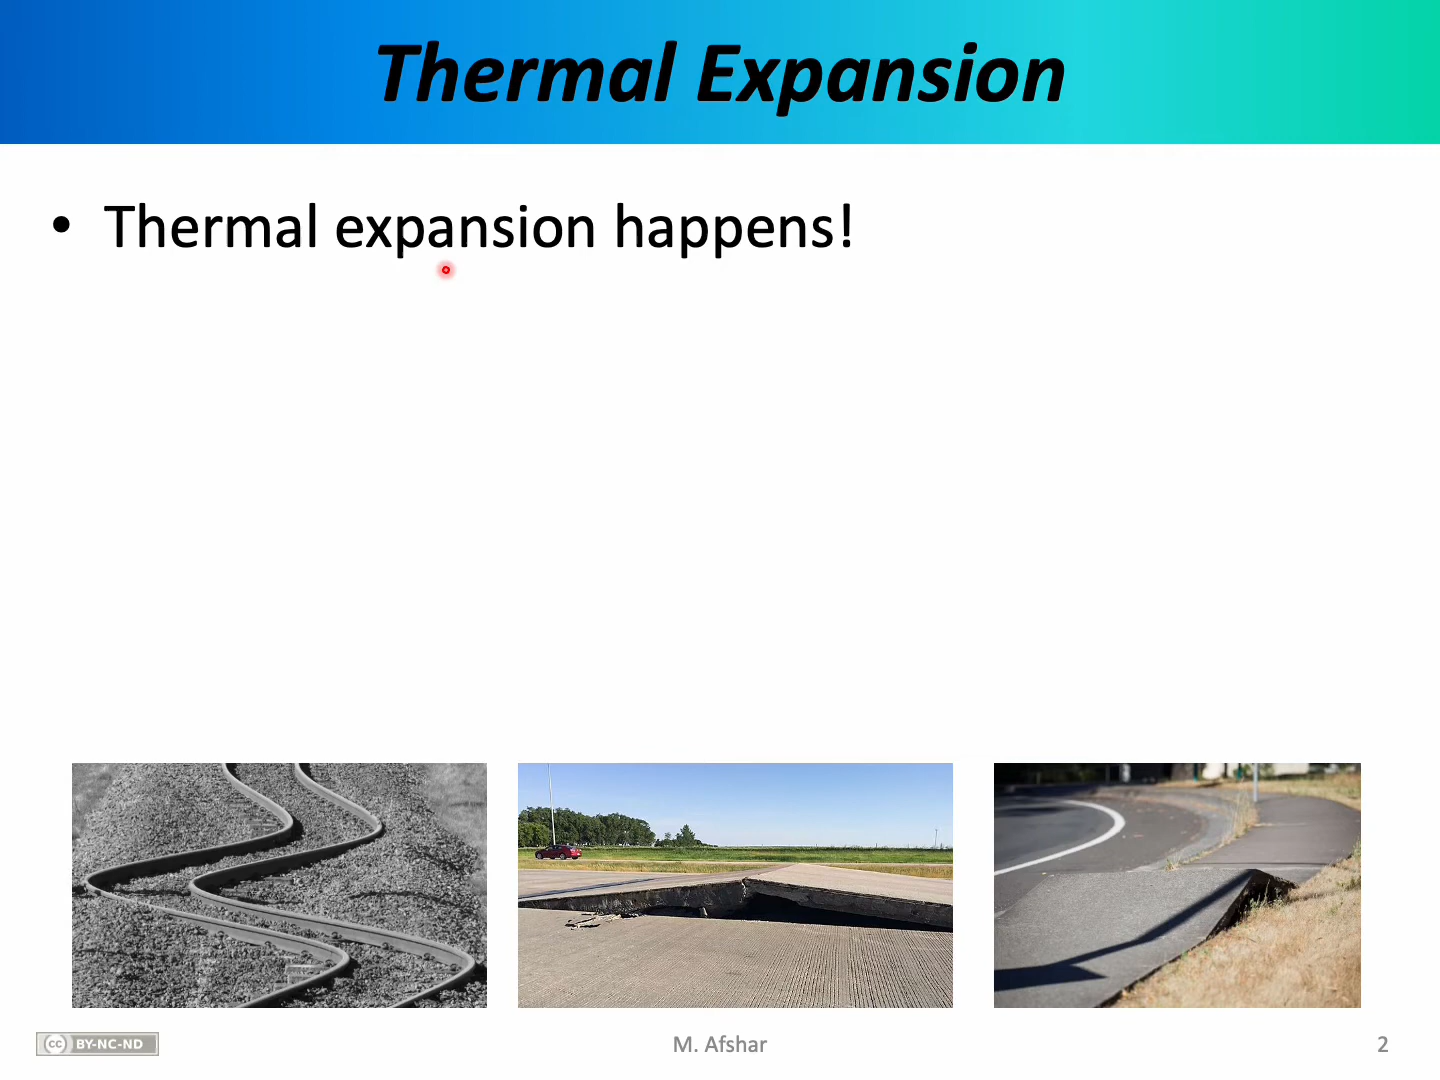 Thermal Expansion
• Thermal expansion happens!
cc BY-NC-ND
M. Afshar
2